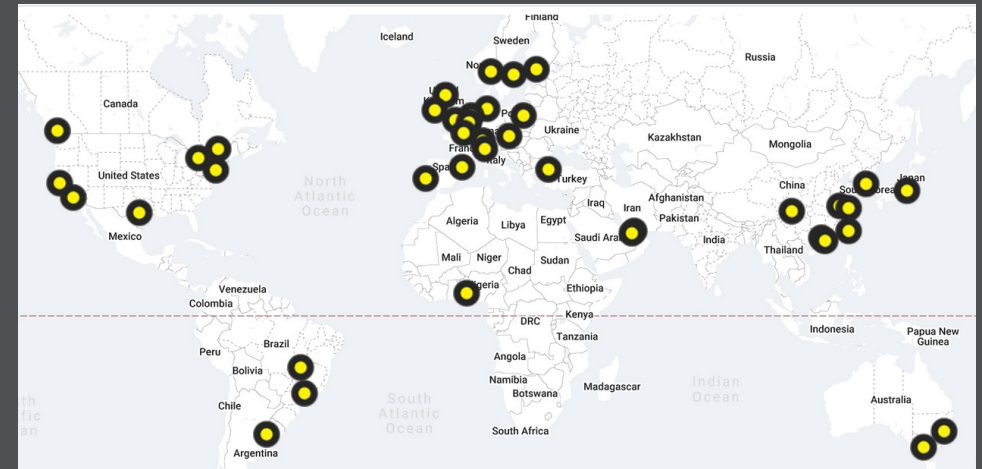 Finland
Iceland
Sweden
Russia
Canada
Ukraine
Kazakhstan
Mongolia
United States
North
Atlantic
Ocean
Turkey
China
Japan
Iraq
Iran
Afghanistan
Pakistan
Mexico
Algeria
Libya
Egypt
India
Thailand
Mali
Niger
Chad
Sudan
Ethiopia
Venezuela
Colombia
DRC
Kenya
Tanzania
Indonesia
Papua New
Guinea
Peru
Brazil
Bolivia
Angola
Namibia
Botswana
Madagascar
Indian
Ocean
Australia
Chile
South
Atlantic
Ocean
South Africa
Argentina